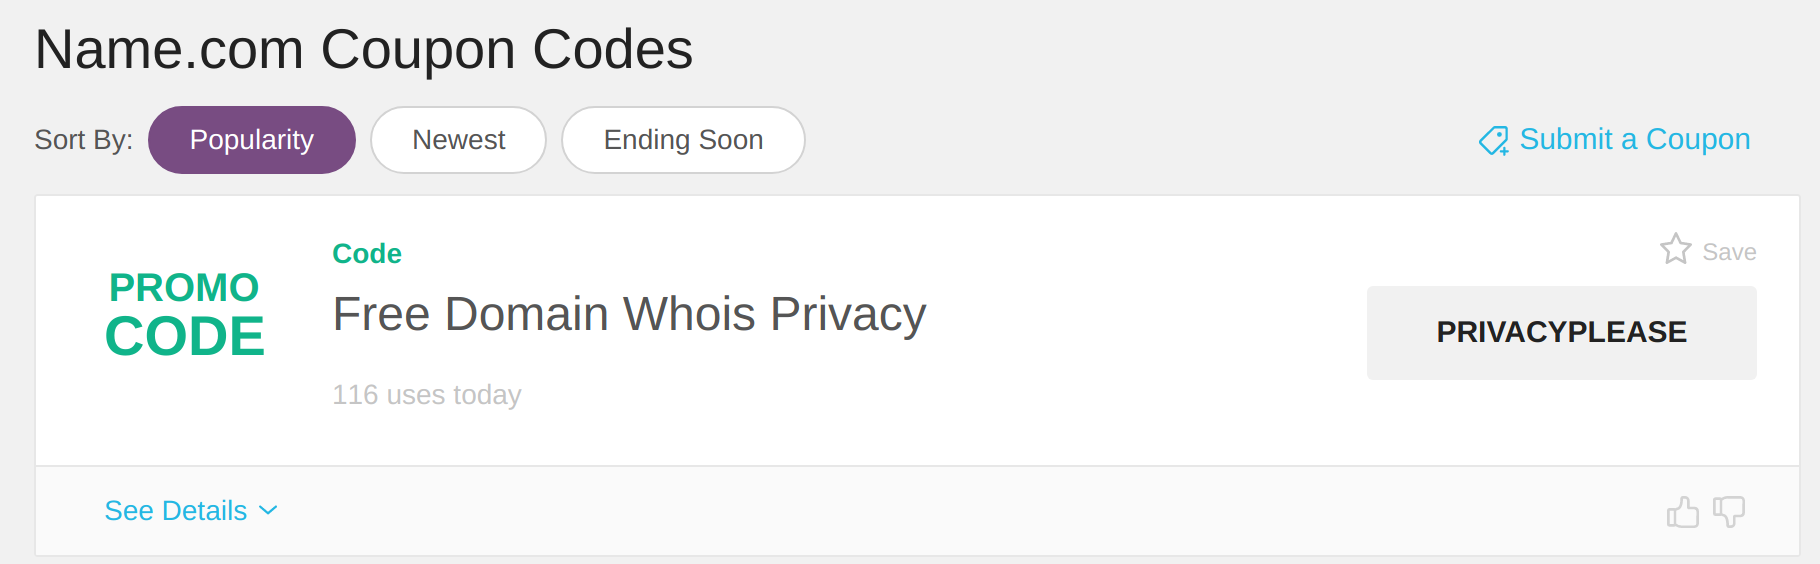 Name.com Coupon Codes
Sort By: Popularity Newest Ending Soon Submit a Coupon
Code Save
PROMO
CODE
Free Domain Whois Privacy
PRIVACYPLEASE
116 uses today
See Details